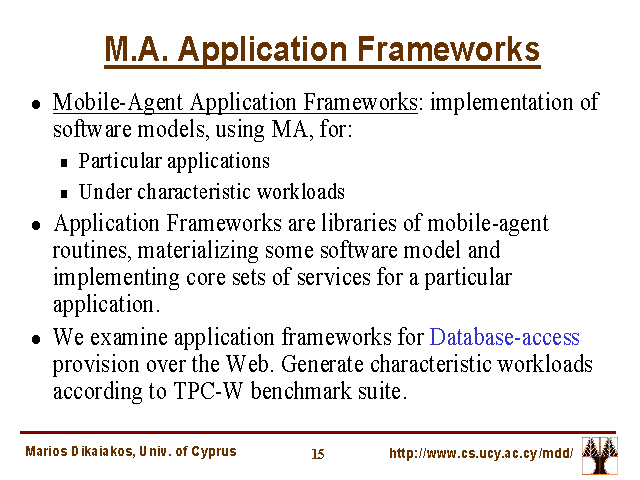 M.A. Application Frameworks
● Mobile-Agent Application Frameworks: implementation of
software models, using MA, for:
■ Particular applications
■ Under characteristic workloads
● Application Frameworks are libraries of mobile-agent
routines, materializing some software model and
implementing core sets of services for a particular
application.
● We examine application frameworks for Database-access
provision over the Web. Generate characteristic workloads
according to TPC-W benchmark suite.
Marios Dikaiakos, Univ. of Cyprus 15 http://www.cs.ucy.ac.cy/mdd/